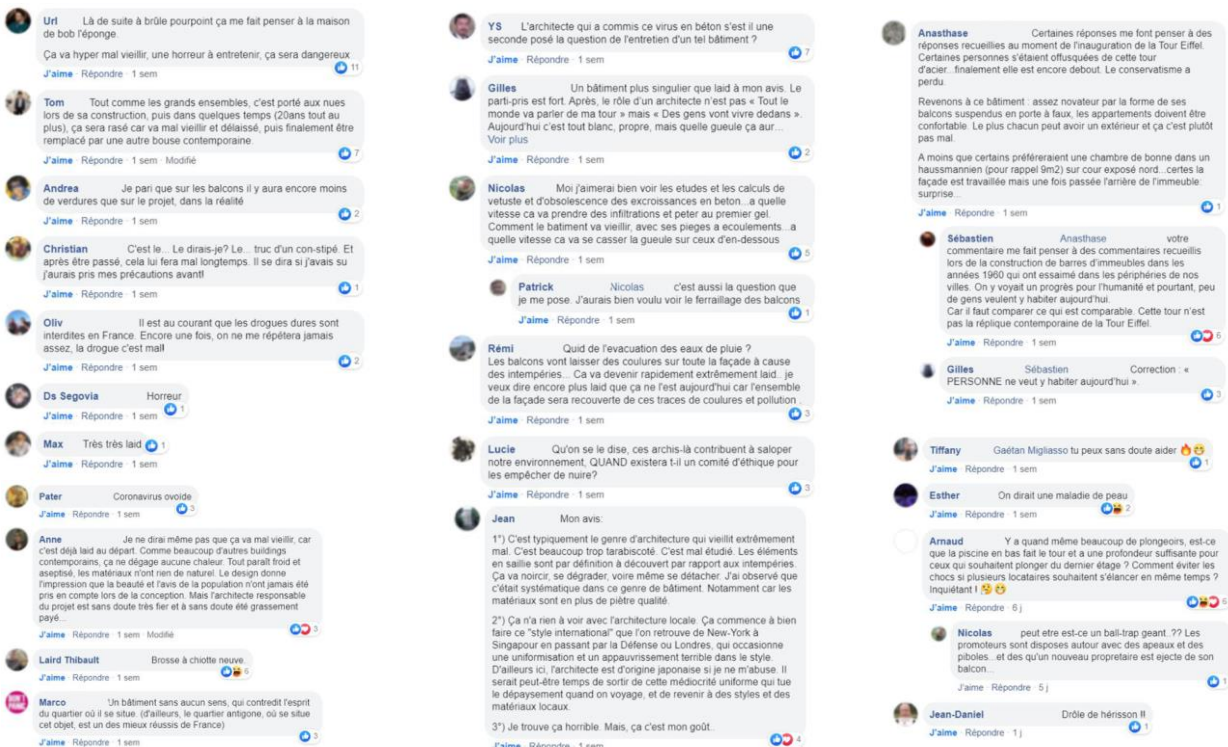 Url Là de suite à brûle pourpoint ça me fait penser à la maison
de bob l'éponge.
Ça va hyper mal vieillir, une horreur à entretenir, ça sera dangereux.
11
J'aime · Répondre · 1 sem
Tom Tout comme les grands ensembles, c'est porté aux nues
lors de sa construction, puis dans quelques temps (20ans tout au
plus), ça sera rasé car va mal vieillir et délaissé, puis finalement être
remplacé par une autre bouse contemporaine.
7
J'aime · Répondre · 1 sem · Modifié
Andrea Je pari que sur les balcons il y aura encore moins
de verdures que sur le projet, dans la réalité
2
J'aime · Répondre · 1 sem
Christian C'est le... Le dirais-je? Le... truc d'un con-stipé. Et
après être passé, cela lui fera mal longtemps. Il se dira si j'avais su
j'aurais pris mes précautions avant!
1
J'aime · Répondre · 1 sem
Oliv Il est au courant que les drogues dures sont
interdites en France. Encore une fois, on ne me répétera jamais
assez, la drogue c'est mal!
2
J'aime · Répondre · 1 sem
Ds Segovia Horreur
1
J'aime · Répondre · 1 sem
Max Très très laid 1
J'aime · Répondre · 1 sem
Pater Coronavirus ovoide
3
J'aime · Répondre · 1 sem
Anne Je ne dirai même pas que ça va mal vieillir, car
c'est déjà laid au départ. Comme beaucoup d'autres buildings
contemporains, ça ne dégage aucune chaleur. Tout paraît froid et
aseptisé, les matériaux n'ont rien de naturel. Le design donne
l'impression que la beauté et l'avis de la population n'ont jamais été
pris en compte lors de la conception. Mais l'architecte responsable
du projet est sans doute très fier et à sans doute été grassement
payé...
3
J'aime · Répondre · 1 sem · Modifié
Laird Thibault Brosse à chiotte neuve.
6
J'aime · Répondre · 1 sem
Marco Un bâtiment sans aucun sens, qui contredit l'esprit
du quartier où il se situe. (d'ailleurs, le quartier antigone, où se situe
cet objet, est un des mieux réussis de France)
3
J'aime · Répondre · 1 sem
YS L'architecte qui a commis ce virus en béton s'est il une
seconde posé la question de l'entretien d'un tel bâtiment ?
7
J'aime · Répondre · 1 sem
Gilles Un bâtiment plus singulier que laid à mon avis. Le
parti-pris est fort. Après, le rôle d'un architecte n'est pas « Tout le
monde va parler de ma tour » mais « Des gens vont vivre dedans ».
Aujourd'hui c'est tout blanc, propre, mais quelle gueule ça aur...
Voir plus
2
J'aime · Répondre · 1 sem
Nicolas Moi j'aimerai bien voir les etudes et les calculs de
vetuste et d'obsolescence des excroissances en beton...a quelle
vitesse ca va prendre des infiltrations et peter au premier gel.
Comment le batiment va vieillir, avec ses pieges a ecoulements...a
quelle vitesse ca va se casser la gueule sur ceux d'en-dessous
5
J'aime · Répondre · 1 sem
Patrick Nicolas c'est aussi la question que
je me pose. J'aurais bien voulu voir le ferraillage des balcons
1
J'aime · Répondre · 1 sem
Rémi Quid de l'evacuation des eaux de pluie ?
Les balcons vont laisser des coulures sur toute la façade à cause
des intempéries... Ca va devenir rapidement extrêmement laid.. je
veux dire encore plus laid que ça ne l'est aujourd'hui car l'ensemble
de la façade sera recouverte de ces traces de coulures et pollution .
3
J'aime · Répondre · 1 sem
Lucie Qu'on se le dise, ces archis-là contribuent à saloper
notre environnement, QUAND existera t-il un comité d'éthique pour
les empêcher de nuire?
3
J'aime · Répondre · 1 sem
Jean Mon avis:
1°) C'est typiquement le genre d'architecture qui vieillit extrêmement
mal. C'est beaucoup trop tarabiscoté. C'est mal étudié. Les éléments
en saillie sont par définition à découvert par rapport aux intempéries.
Ça va noircir, se dégrader, voire même se détacher. J'ai observé que
c'était systématique dans ce genre de bâtiment. Notamment car les
matériaux sont en plus de piètre qualité.
2°) Ça n'a rien à voir avec l'architecture locale. Ça commence à bien
faire ce "style international" que l'on retrouve de New-York à
Singapour en passant par la Défense ou Londres, qui occasionne
une uniformisation et un appauvrissement terrible dans le style.
D'ailleurs ici, l'architecte est d'origine japonaise si je ne m'abuse. Il
serait peut-être temps de sortir de cette médiocrité uniforme qui tue
le dépaysement quand on voyage, et de revenir à des styles et des
matériaux locaux.
3°) Je trouve ça horrible. Mais, ça c'est mon goût..
4
J'aime · Répondre · 1 sem
Anasthase Certaines réponses me font penser à des
réponses recueillies au moment de l'inauguration de la Tour Eiffel.
Certaines personnes s'étaient offusquées de cette tour
d'acier...finalement elle est encore debout. Le conservatisme a
perdu.
Revenons à ce bâtiment : assez novateur par la forme de ses
balcons suspendus en porte à faux, les appartements doivent être
confortable. Le plus chacun peut avoir un extérieur et ça c'est plutôt
pas mal.
A moins que certains préféreraient une chambre de bonne dans un
haussmannien (pour rappel 9m2) sur cour exposé nord...certes la
façade est travaillée mais une fois passée l'arrière de l'immeuble:
surprise...
1
J'aime · Répondre · 1 sem
Sébastien Anasthase votre
commentaire me fait penser à des commentaires recueillis
lors de la construction de barres d'immeubles dans les
années 1960 qui ont essaimé dans les périphéries de nos
villes. On y voyait un progrès pour l'humanité et pourtant, peu
de gens veulent y habiter aujourd'hui.
Car il faut comparer ce qui est comparable. Cette tour n'est
pas la réplique contemporaine de la Tour Eiffel.
6
J'aime · Répondre · 1 sem
Gilles Sébastien Correction : «
PERSONNE ne veut y habiter aujourd'hui ».
3
J'aime · Répondre · 1 sem
Tiffany Gaétan Migliasso tu peux sans doute aider 🔥😁
1
J'aime · Répondre · 1 sem
Esther On dirait une maladie de peau
2
J'aime · Répondre · 1 sem
Arnaud Y a quand même beaucoup de plongeoirs, est-ce
que la piscine en bas fait le tour et a une profondeur suffisante pour
ceux qui souhaitent plonger du dernier étage ? Comment éviter les
chocs si plusieurs locataires souhaitent s'élancer en même temps ?
Inquiétant ! 🤔😁
6
J'aime · Répondre · 6 j
Nicolas peut etre est-ce un ball-trap geant..?? Les
promoteurs sont disposes autour avec des apeaux et des
piboles...et des qu'un nouveau propretaire est ejecte de son
balcon...
1
J'aime · Répondre · 5 j
Jean-Daniel Drôle de hérisson !!!
1
J'aime · Répondre · 1 j